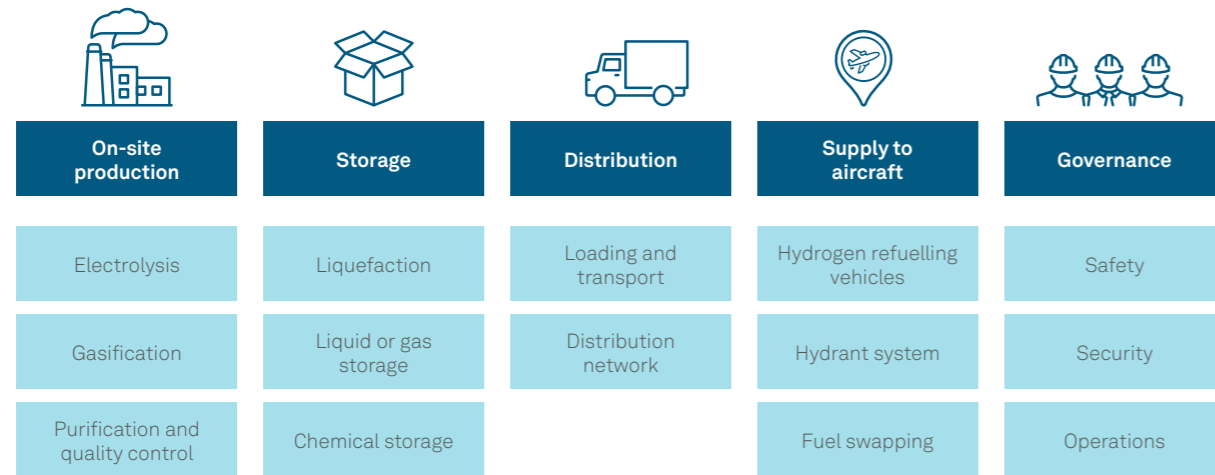 On-site
production
Storage
Distribution
Supply to
aircraft
Governance
Electrolysis
Liquefaction
Loading and
transport
Hydrogen refuelling
vehicles
Safety
Gasification
Liquid or gas
storage
Distribution
network
Hydrant system
Security
Purification and
quality control
Chemical storage
Fuel swapping
Operations